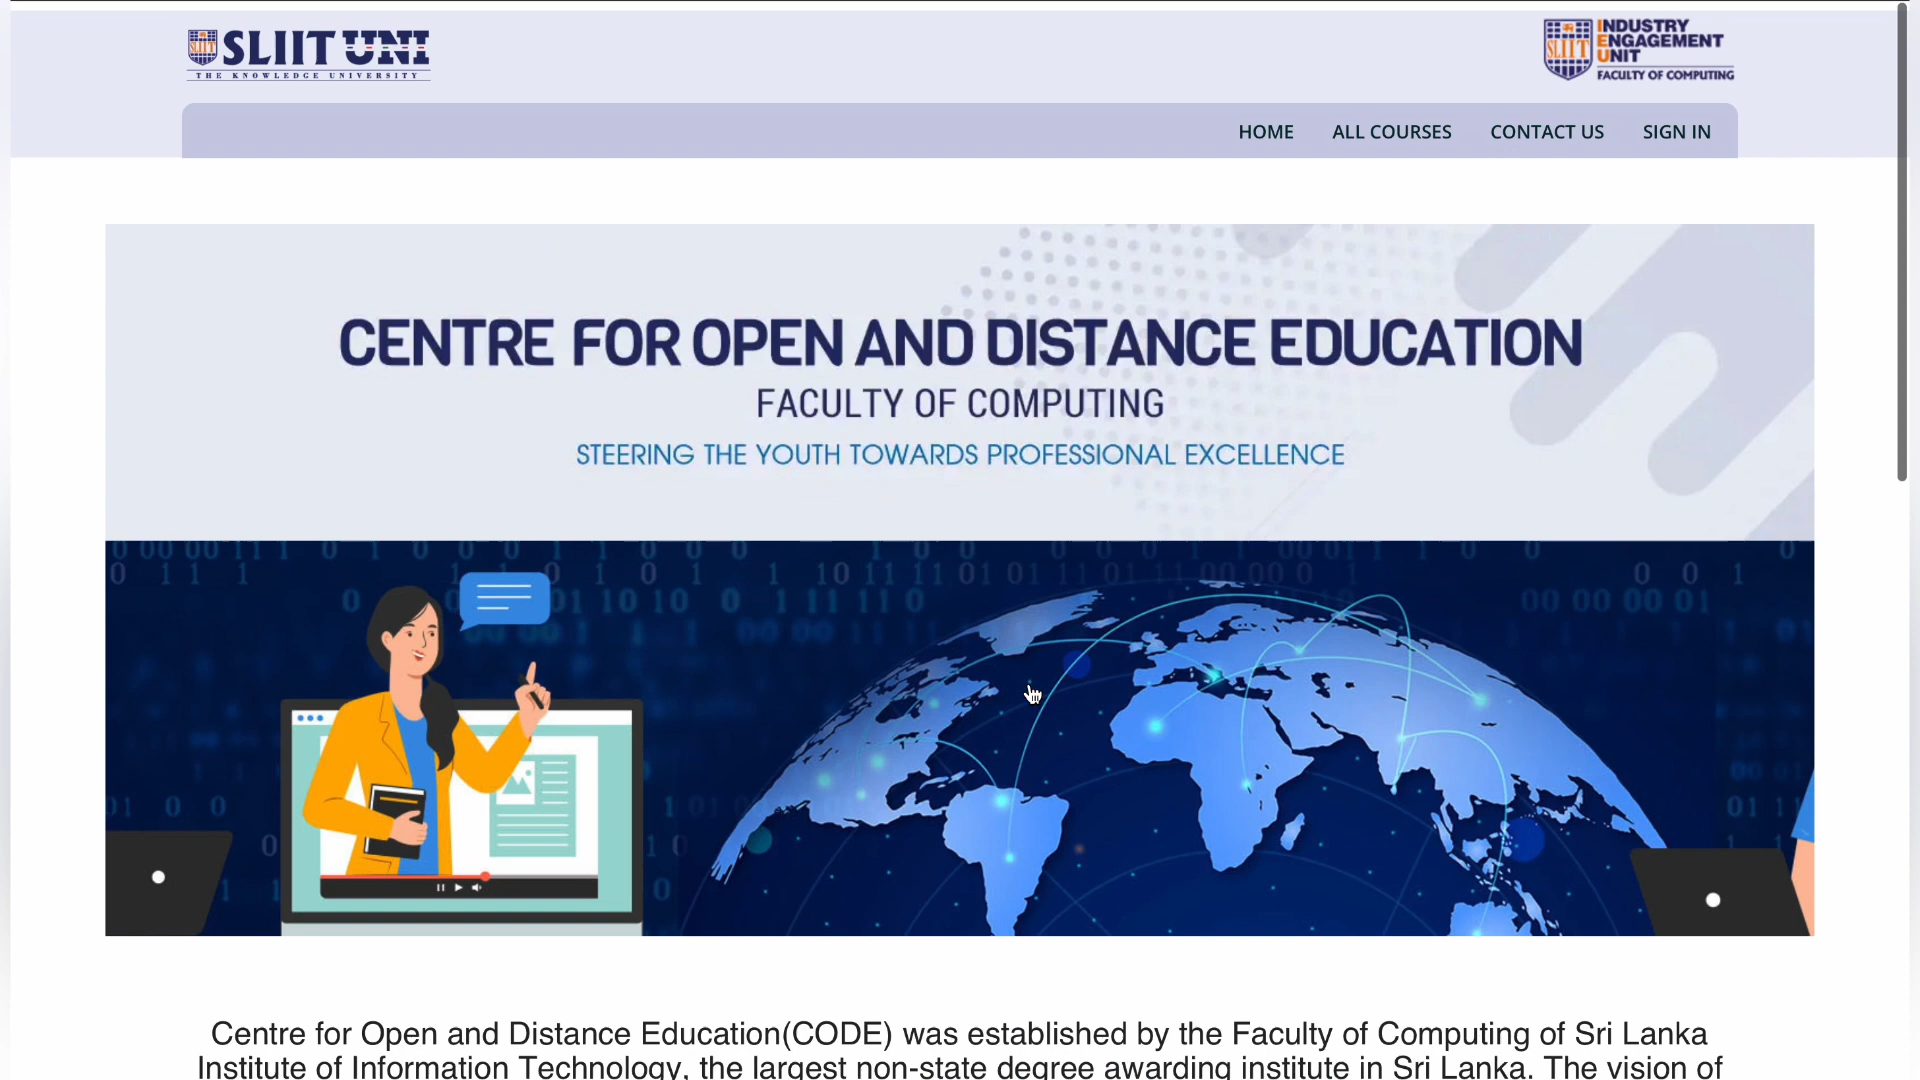 SLIIT UNI
THE KNOWLEDGE UNIVERSITY
SLIIT
INDUSTRY
ENGAGEMENT
UNIT
FACULTY OF COMPUTING
HOME ALL COURSES CONTACT US SIGN IN
CENTRE FOR OPEN AND DISTANCE EDUCATION
FACULTY OF COMPUTING
STEERING THE YOUTH TOWARDS PROFESSIONAL EXCELLENCE
Centre for Open and Distance Education(CODE) was established by the Faculty of Computing of Sri Lanka
Institute of Information Technology, the largest non-state degree awarding institute in Sri Lanka. The vision of